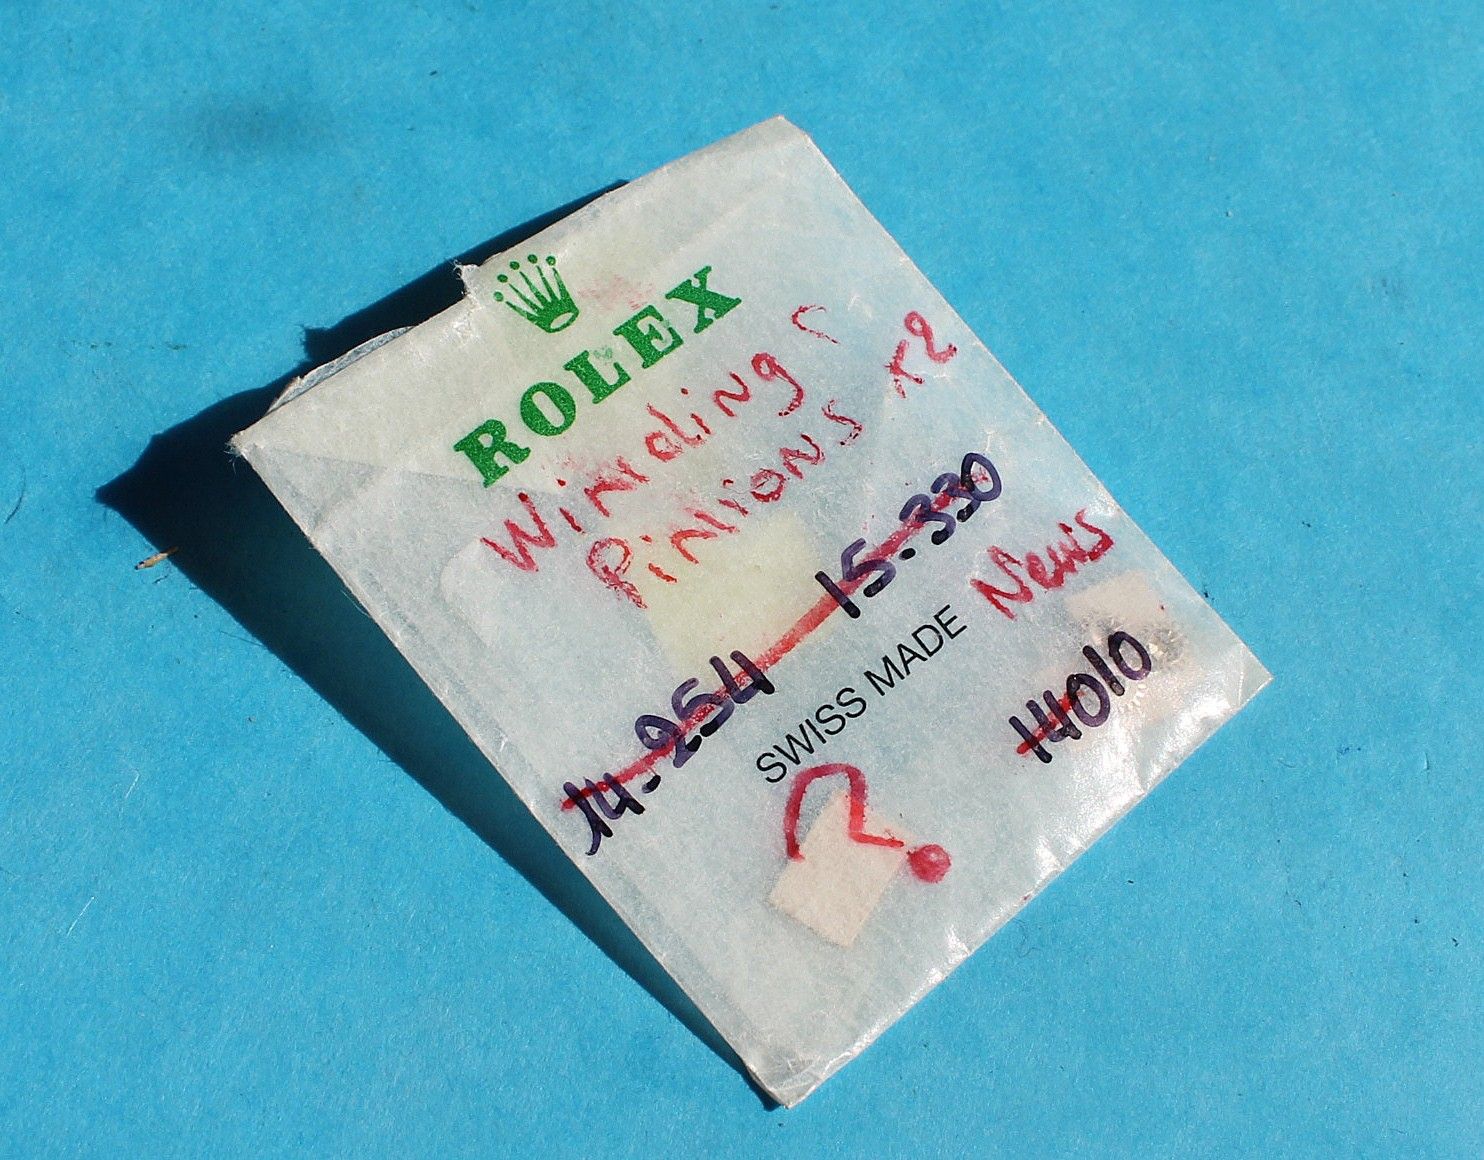 ROLEX
Winding
Pinions x2
14.254 15.330
News
SWISS MADE
14010
?